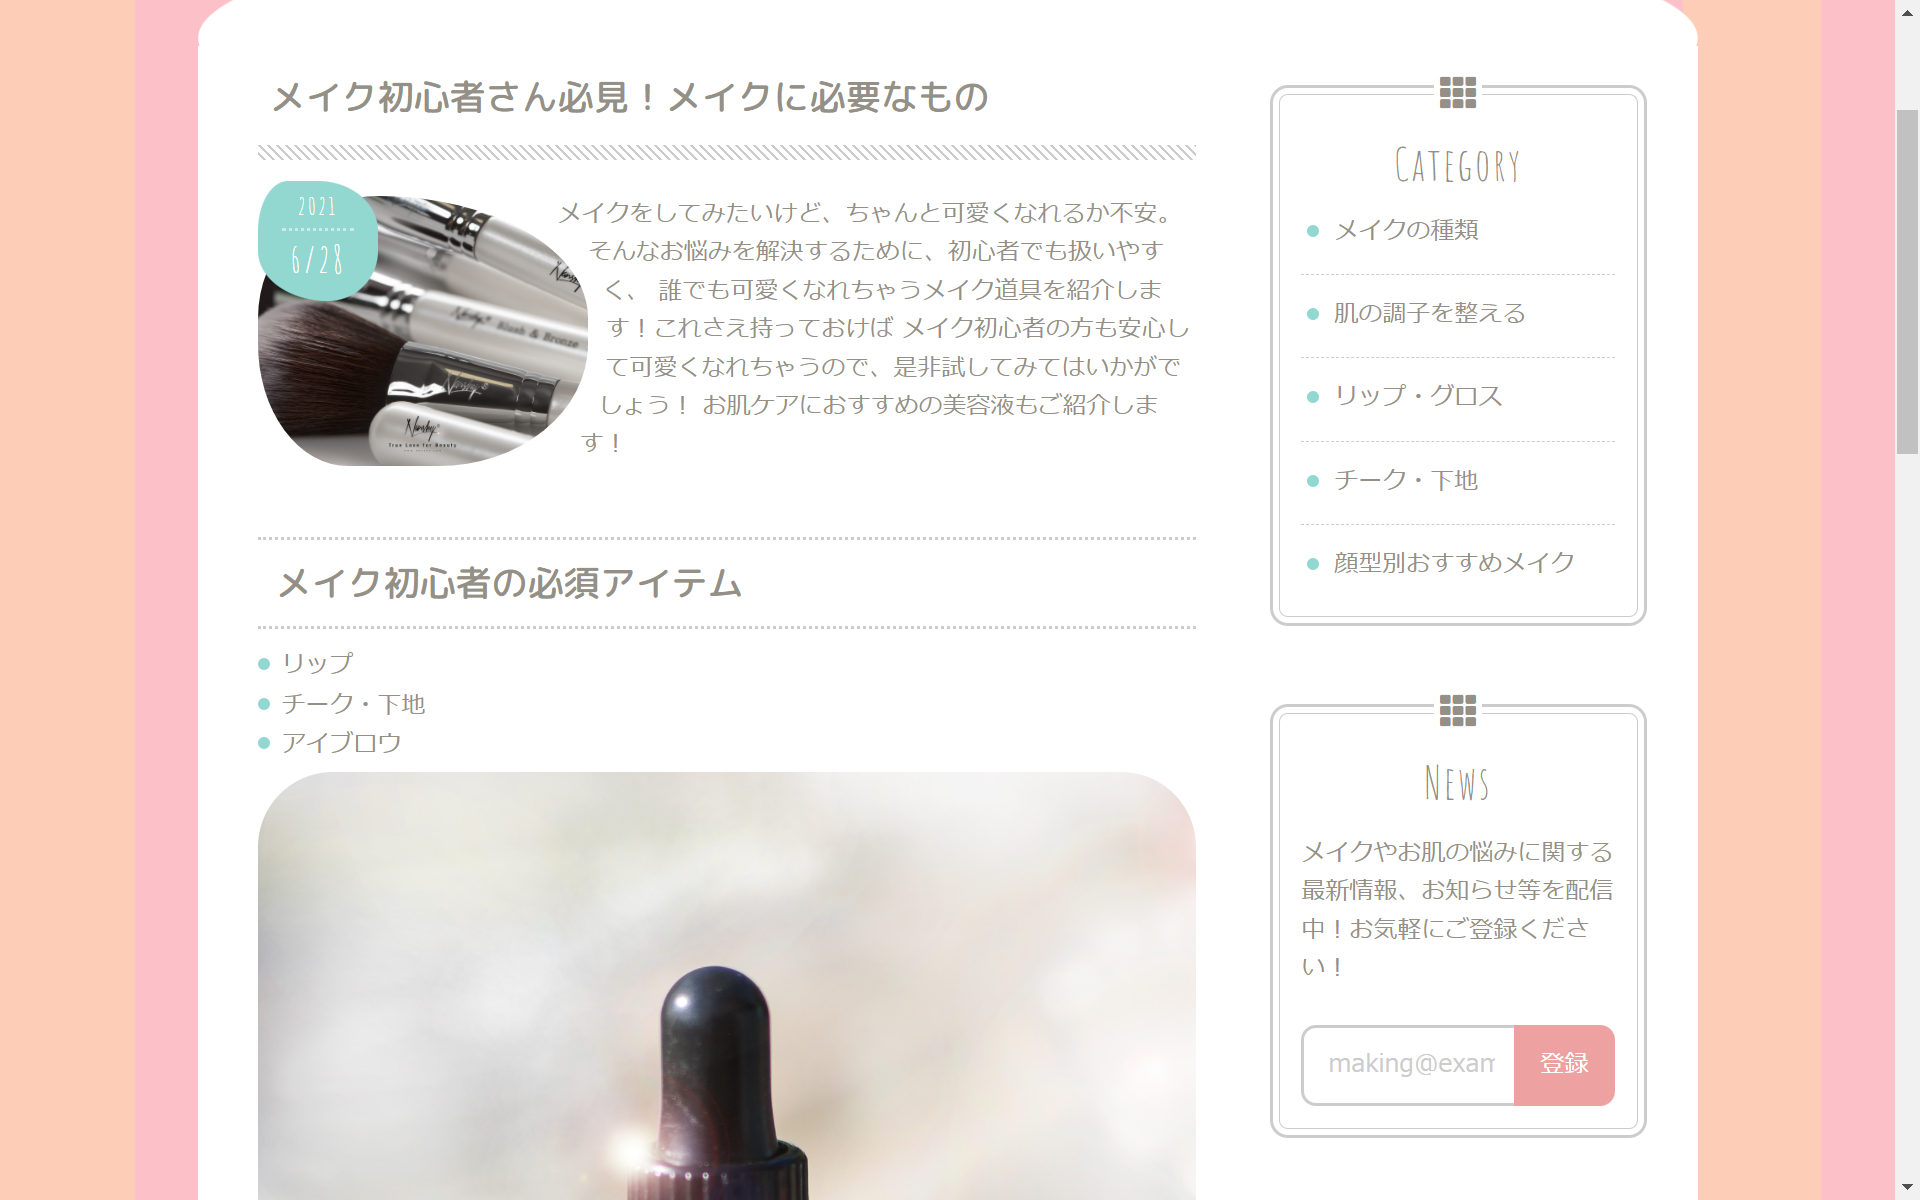 メイク初心者さん必見！メイクに必要なもの
2021
6/28
メイクをしてみたいけど、ちゃんと可愛くなれるか不安。
そんなお悩みを解決するために、初心者でも扱いやす
く、 誰でも可愛くなれちゃうメイク道具を紹介しま
す！これさえ持っておけば メイク初心者の方も安心し
て可愛くなれちゃうので、是非試してみてはいかがで
しょう！ お肌ケアにおすすめの美容液もご紹介しま
す！
Blush & Bronze
True Love for Beauty
メイク初心者の必須アイテム
リップ
チーク・下地
アイブロウ
Category
メイクの種類
肌の調子を整える
リップ・グロス
チーク・下地
顔型別おすすめメイク
News
メイクやお肌の悩みに関する
最新情報、お知らせ等を配信
中！お気軽にご登録くださ
い！
making@exam
登録